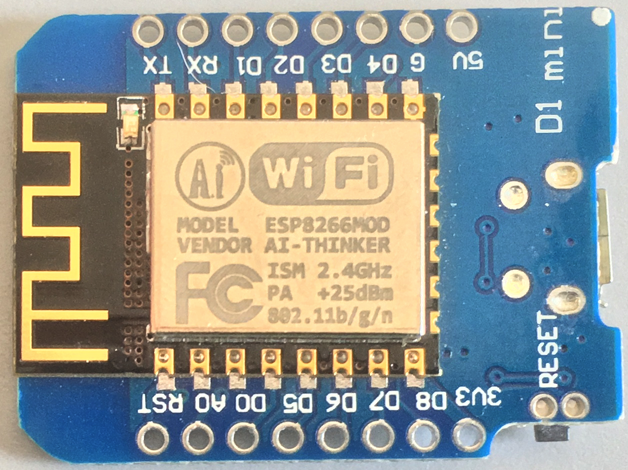 TX RX D1 D2 D3 D4 G 5V
D1 mini
Ai WiFi
MODEL ESP8266MOD
VENDOR AI-THINKER
FC ISM 2.4GHz
PA +25dBm
802.11b/g/n
RESET
RST A0 D0 D5 D6 D7 D8 3V3